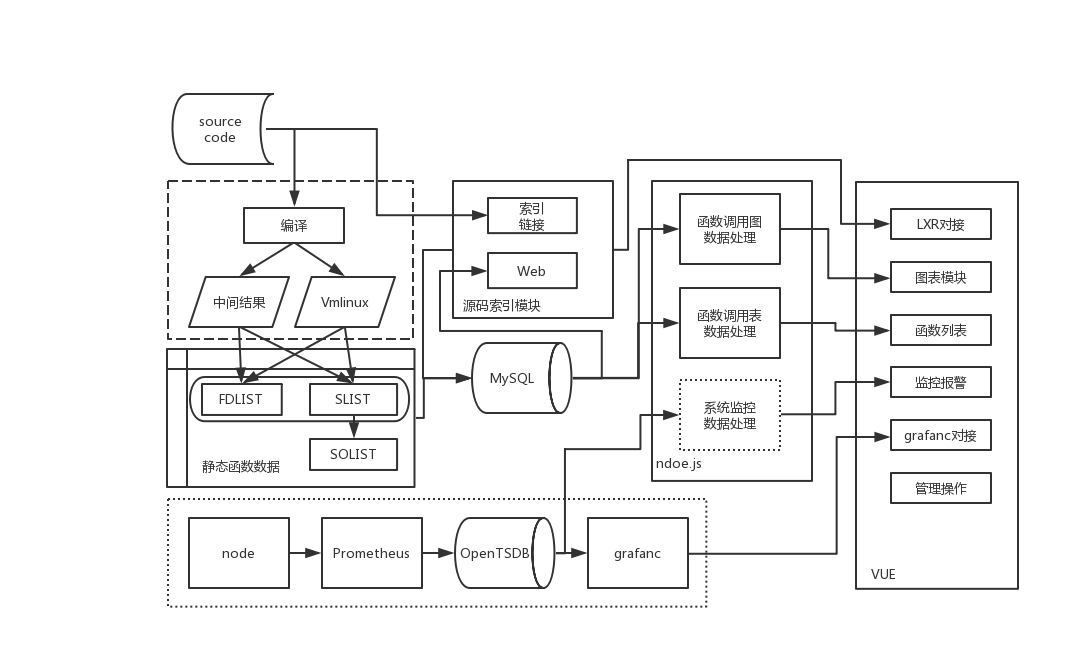 source
code
编译
中间结果
Vmlinux
FDLIST
SLIST
SOLIST
静态函数数据
索引
链接
Web
源码索引模块
MySQL
函数调用图
数据处理
函数调用表
数据处理
系统监控
数据处理
ndoe.js
LXR对接
图表模块
函数列表
监控报警
grafanc对接
管理操作
VUE
node
Prometheus
OpenTSDB
grafanc